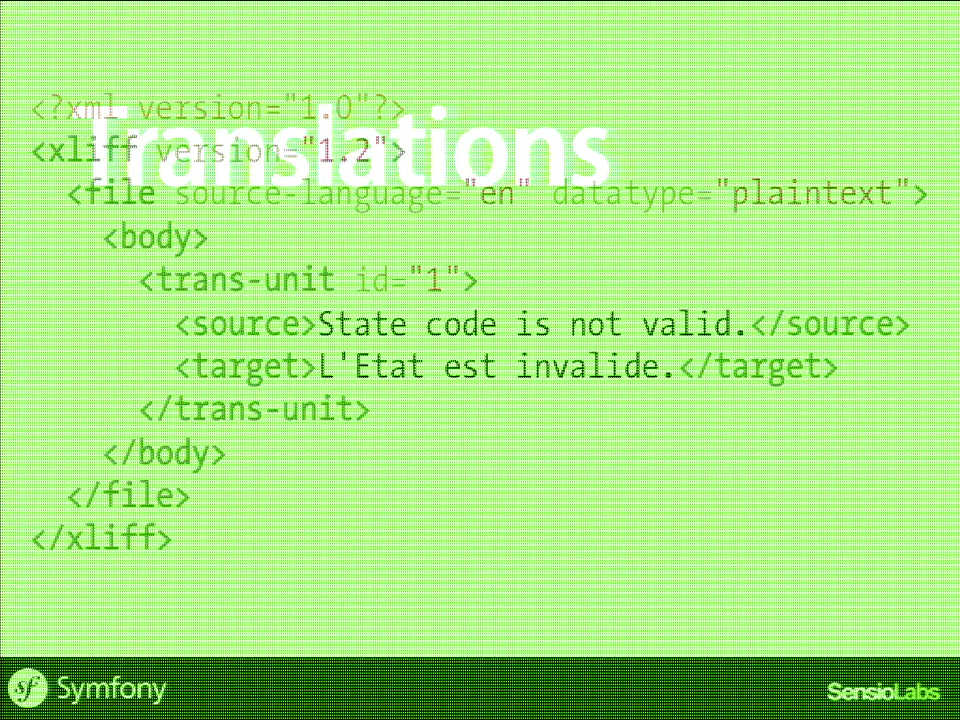 Translations
<?xml version="1.0"?>
<xliff version="1.2">
<file source-language="en" datatype="plaintext">
<body>
<trans-unit id="1">
<source>State code is not valid.</source>
<target>L'Etat est invalide.</target>
</trans-unit>
</body>
</file>
</xliff>
sf Symfony
SensioLabs